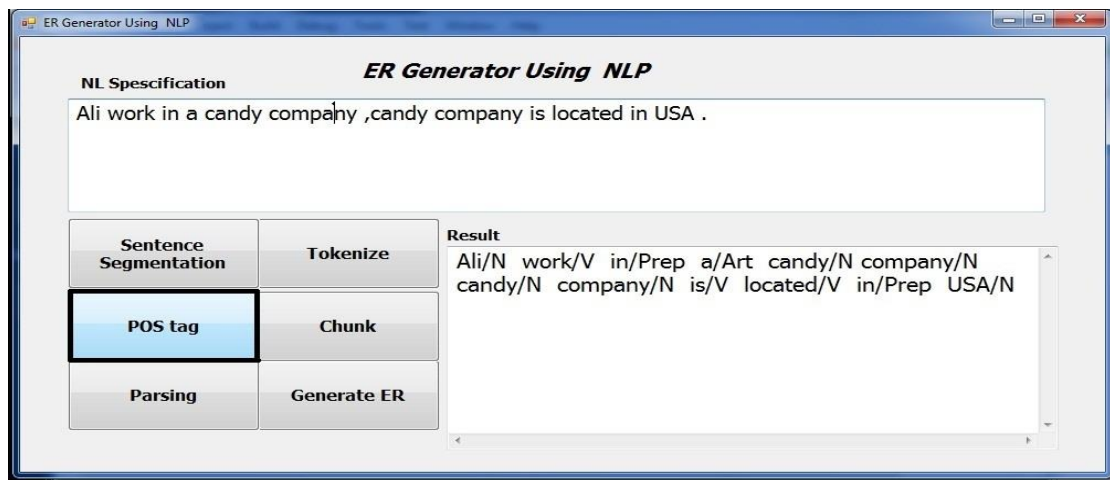 ER Generator Using NLP
ER Generator Using NLP
NL Spescification
Ali work in a candy company ,candy company is located in USA .
Sentence
Segmentation
Tokenize
POS tag
Chunk
Parsing
Generate ER
Result
Ali/N work/V in/Prep a/Art candy/N company/N
candy/N company/N is/V located/V in/Prep USA/N